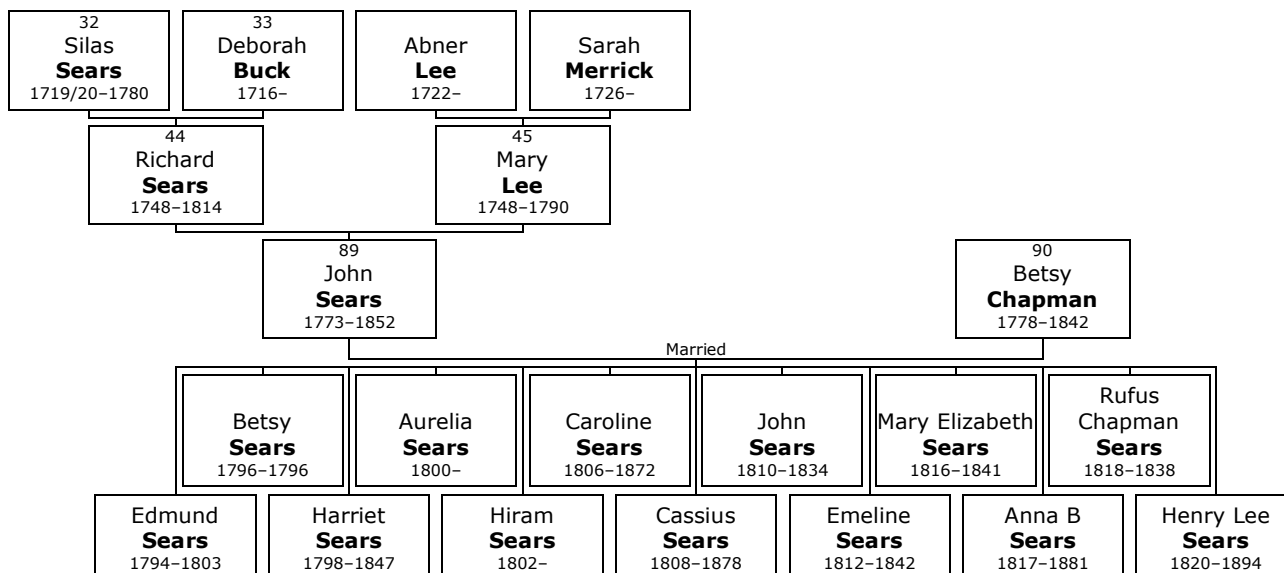 32
Silas
Sears
1719/20–1780
33
Deborah
Buck
1716–
Abner
Lee
1722–
Sarah
Merrick
1726–
44
Richard
Sears
1748–1814
45
Mary
Lee
1748–1790
89
John
Sears
1773–1852
90
Betsy
Chapman
1778–1842
Married
Betsy
Sears
1796–1796
Aurelia
Sears
1800–
Caroline
Sears
1806–1872
John
Sears
1810–1834
Mary Elizabeth
Sears
1816–1841
Rufus
Chapman
Sears
1818–1838
Edmund
Sears
1794–1803
Harriet
Sears
1798–1847
Hiram
Sears
1802–
Cassius
Sears
1808–1878
Emeline
Sears
1812–1842
Anna B
Sears
1817–1881
Henry Lee
Sears
1820–1894